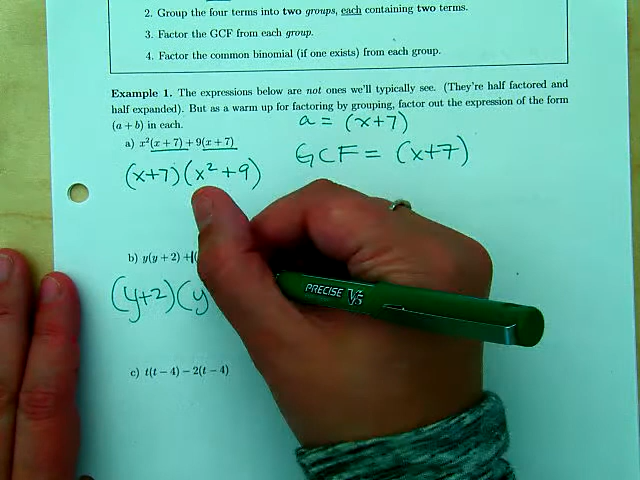 2. Group the four terms into two groups, each containing two terms.
3. Factor the GCF from each group.
4. Factor the common binomial (if one exists) from each group.
Example 1. The expressions below are not ones we'll typically see. (They're half factored and
half expanded). But as a warm up for factoring by grouping, factor out the expression of the form
(a + b) in each.
a = (x+7)
a) x²(x + 7) + 9(x + 7)
GCF = (x+7)
(x+7)(x²+9)
b) y(y + 2) +
(y+2)(y
PRECISE V5
c) t(t − 4) − 2(t − 4)